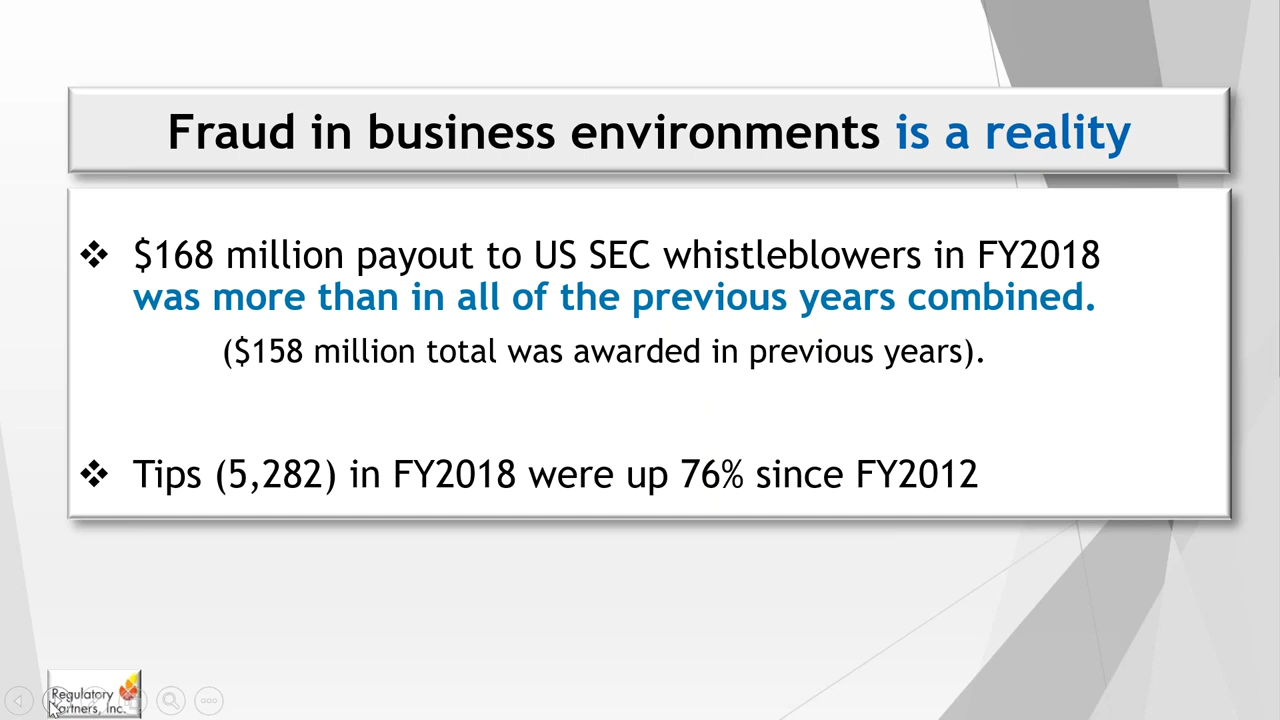 Fraud in business environments is a reality
❖ $168 million payout to US SEC whistleblowers in FY2018
was more than in all of the previous years combined.
($158 million total was awarded in previous years).
❖ Tips (5,282) in FY2018 were up 76% since FY2012
Regulatory
Partners, Inc.